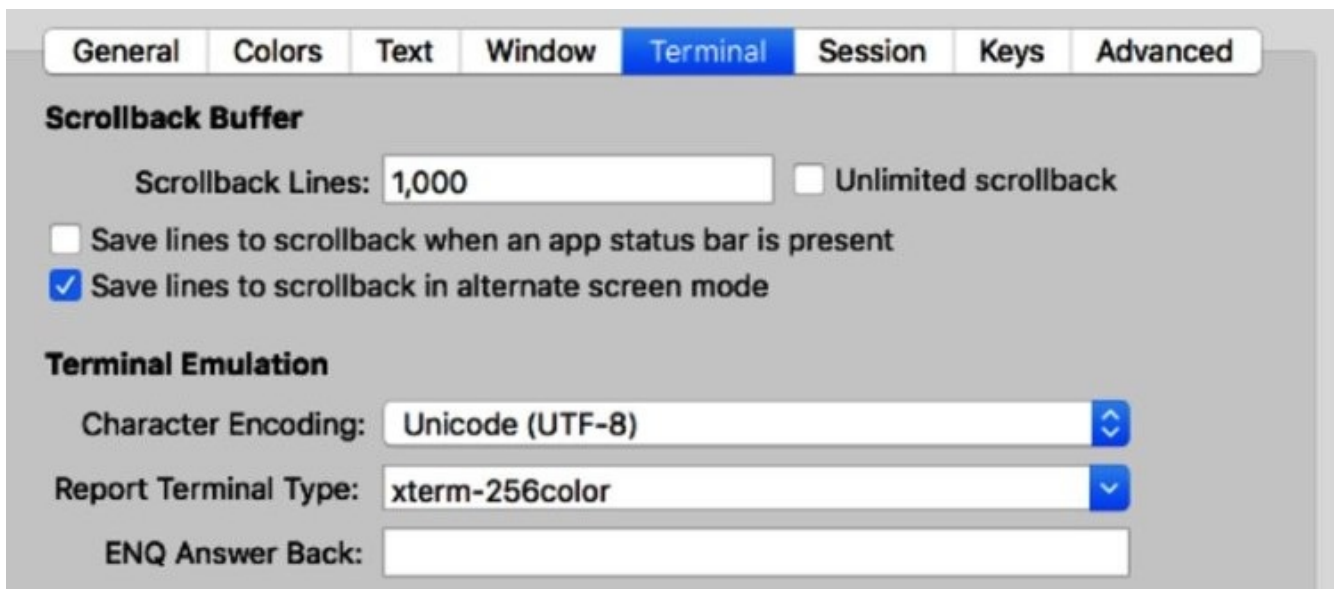 General Colors Text Window Terminal Session Keys Advanced
Scrollback Buffer
Scrollback Lines: 1,000 Unlimited scrollback
Save lines to scrollback when an app status bar is present
Save lines to scrollback in alternate screen mode
Terminal Emulation
Character Encoding: Unicode (UTF-8)
Report Terminal Type: xterm-256color
ENQ Answer Back: